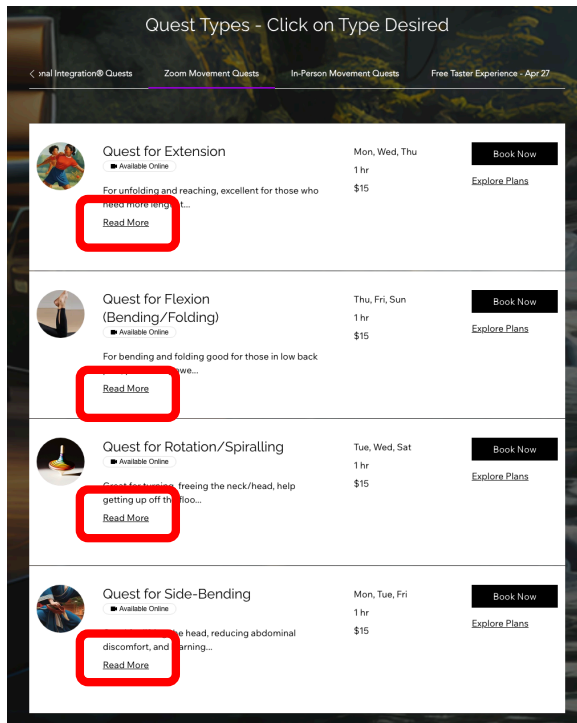 Quest Types - Click on Type Desired
onal Integration® Quests Zoom Movement Quests In-Person Movement Quests Free Taster Experience - Apr 27
Quest for Extension
Available Online
For unfolding and reaching, excellent for those who
need more
Read More
Mon, Wed, Thu
1 hr
$15
Book Now
Explore Plans
Quest for Flexion
(Bending/Folding)
Available Online
For bending and folding good for those in low back
Read More
Thu, Fri, Sun
1 hr
$15
Book Now
Explore Plans
Quest for Rotation/Spiralling
Available Online
Great for turning, freeing the neck/head, help
getting up off the floo...
Read More
Tue, Wed, Sat
1 hr
$15
Book Now
Explore Plans
Quest for Side-Bending
Available Online
the head, reducing abdominal
discomfort, and
Read More
Mon, Tue, Fri
1 hr
$15
Book Now
Explore Plans